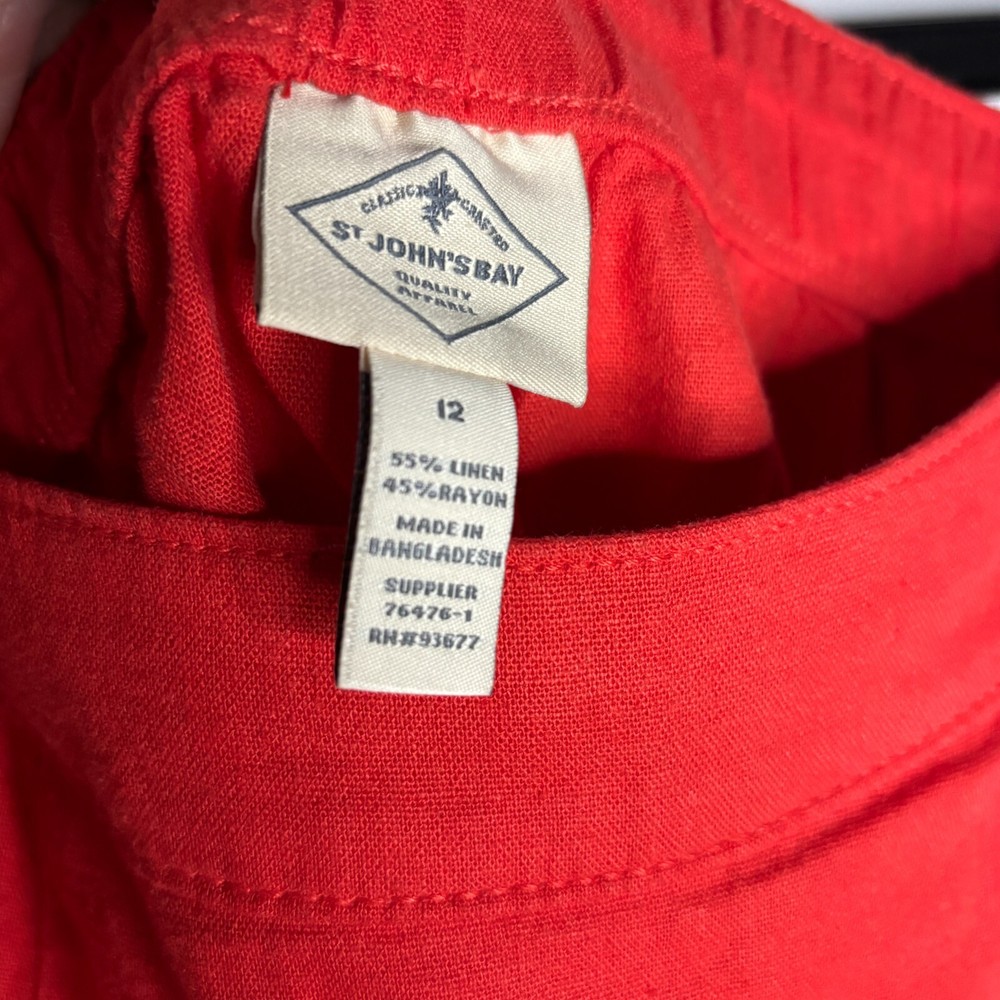 CLASSIC CRAFTED
ST JOHN'S BAY
QUALITY
APPAREL
12
55% LINEN
45% RAYON
MADE IN
BANGLADESH
SUPPLIER
76476-1
RN#93677